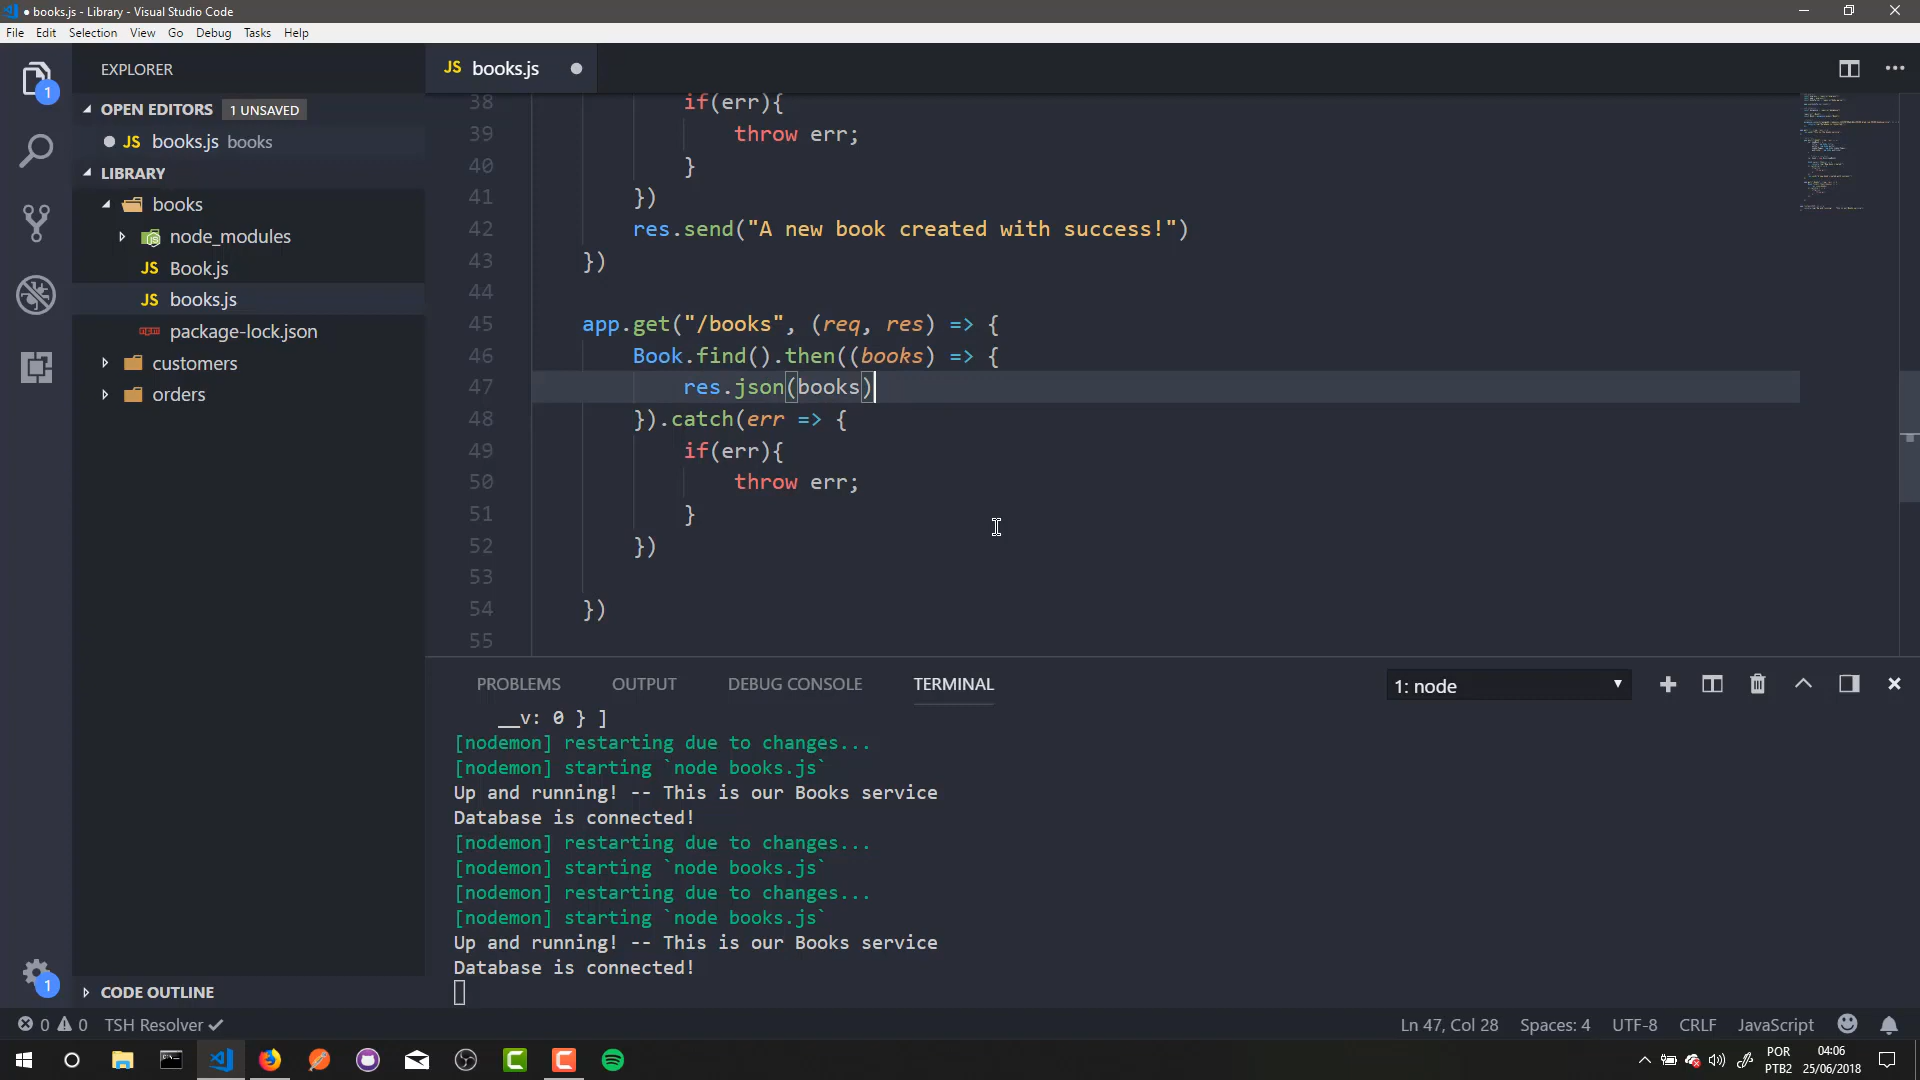 ● books.js - Library - Visual Studio Code
File Edit Selection View Go Debug Tasks Help
1
EXPLORER
OPEN EDITORS 1 UNSAVED
JS books.js books
LIBRARY
books
node_modules
JS Book.js
JS books.js
npm package-lock.json
customers
orders
CODE OUTLINE
1
JS books.js
38 if(err){
39 throw err;
40 }
41 })
42 res.send("A new book created with success!")
43 })
44
45 app.get("/books", (req, res) => {
46 Book.find().then((books) => {
47 res.json(books)
48 }).catch(err => {
49 if(err){
50 throw err;
51 }
52 })
53
54 })
55
PROBLEMS OUTPUT DEBUG CONSOLE TERMINAL 1: node
__v: 0 } ]
[nodemon] restarting due to changes...
[nodemon] starting `node books.js`
Up and running! -- This is our Books service
Database is connected!
[nodemon] restarting due to changes...
[nodemon] starting `node books.js`
[nodemon] restarting due to changes...
[nodemon] starting `node books.js`
Up and running! -- This is our Books service
Database is connected!
0 0 TSH Resolver Ln 47, Col 28 Spaces: 4 UTF-8 CRLF JavaScript
POR 04:06
PTB2 25/06/2018